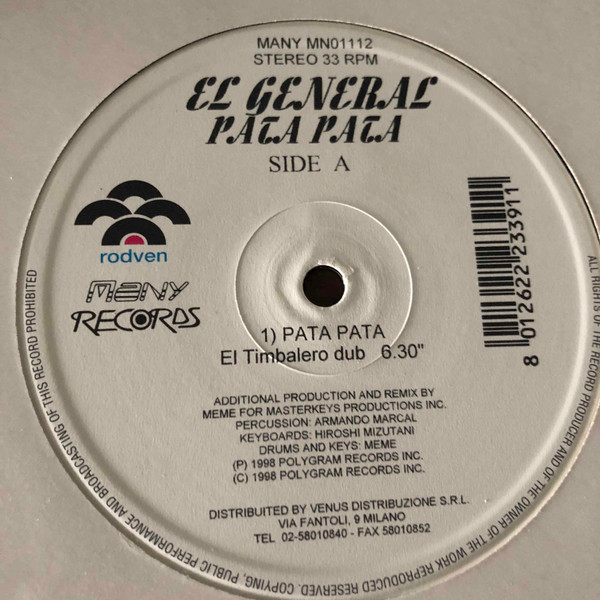 MANY MN01112
STEREO 33 RPM
EL GENERAL
PATA PATA
SIDE A
rodven
MANY
RECORDS
8 012622 233911
1) PATA PATA
El Timbalero dub 6.30"
ADDITIONAL PRODUCTION AND REMIX BY
MEME FOR MASTERKEYS PRODUCTIONS INC.
PERCUSSION: ARMANDO MARCAL
KEYBOARDS: HIROSHI MIZUTANI
DRUMS AND KEYS: MEME
(P) 1998 POLYGRAM RECORDS INC.
(C) 1998 POLYGRAM RECORDS INC.
DISTRIBUITED BY VENUS DISTRIBUZIONE S.R.L.
VIA FANTOLI, 9 MILANO
TEL 02-58010840 - FAX 58010852
ALL RIGHTS OF THE RECORD PRODUCER AND OF THE OWNER OF THE WORK REPRODUCED RESERVED. COPYING, PUBLIC PERFORMANCE AND BROADCASTING OF THIS RECORD PROHIBITED